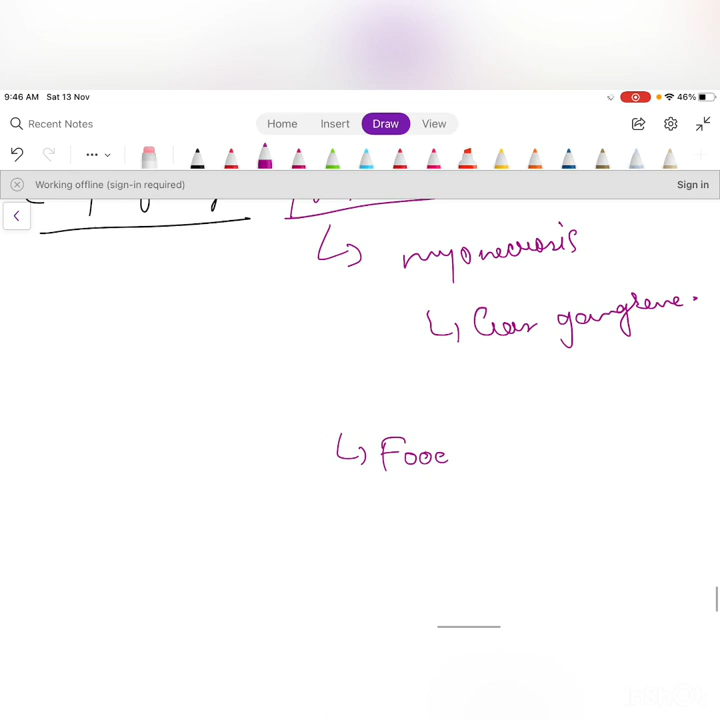 9:46 AM Sat 13 Nov 46%
Recent Notes Home Insert Draw View
Working offline (sign-in required) Sign in
↳ myonecrosis
↳ Gas gangrene.
↳ Fooc